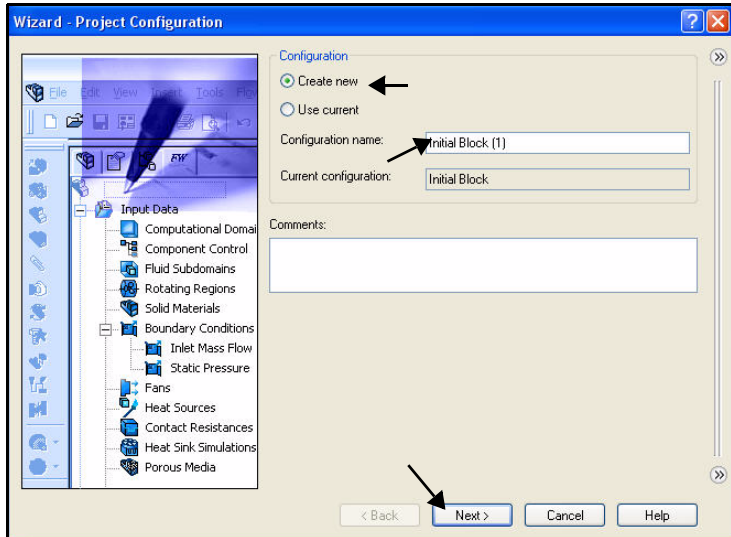 Wizard - Project Configuration
File Edit View Insert Tools Flow
FW
Input Data
Computational Domai
Component Control
Fluid Subdomains
Rotating Regions
Solid Materials
Boundary Conditions
Inlet Mass Flow
Static Pressure
Fans
Heat Sources
Contact Resistances
Heat Sink Simulations
Porous Media
Configuration
Create new
Use current
Configuration name:
Initial Block (1)
Current configuration:
Initial Block
Comments:
< Back
Next >
Cancel
Help